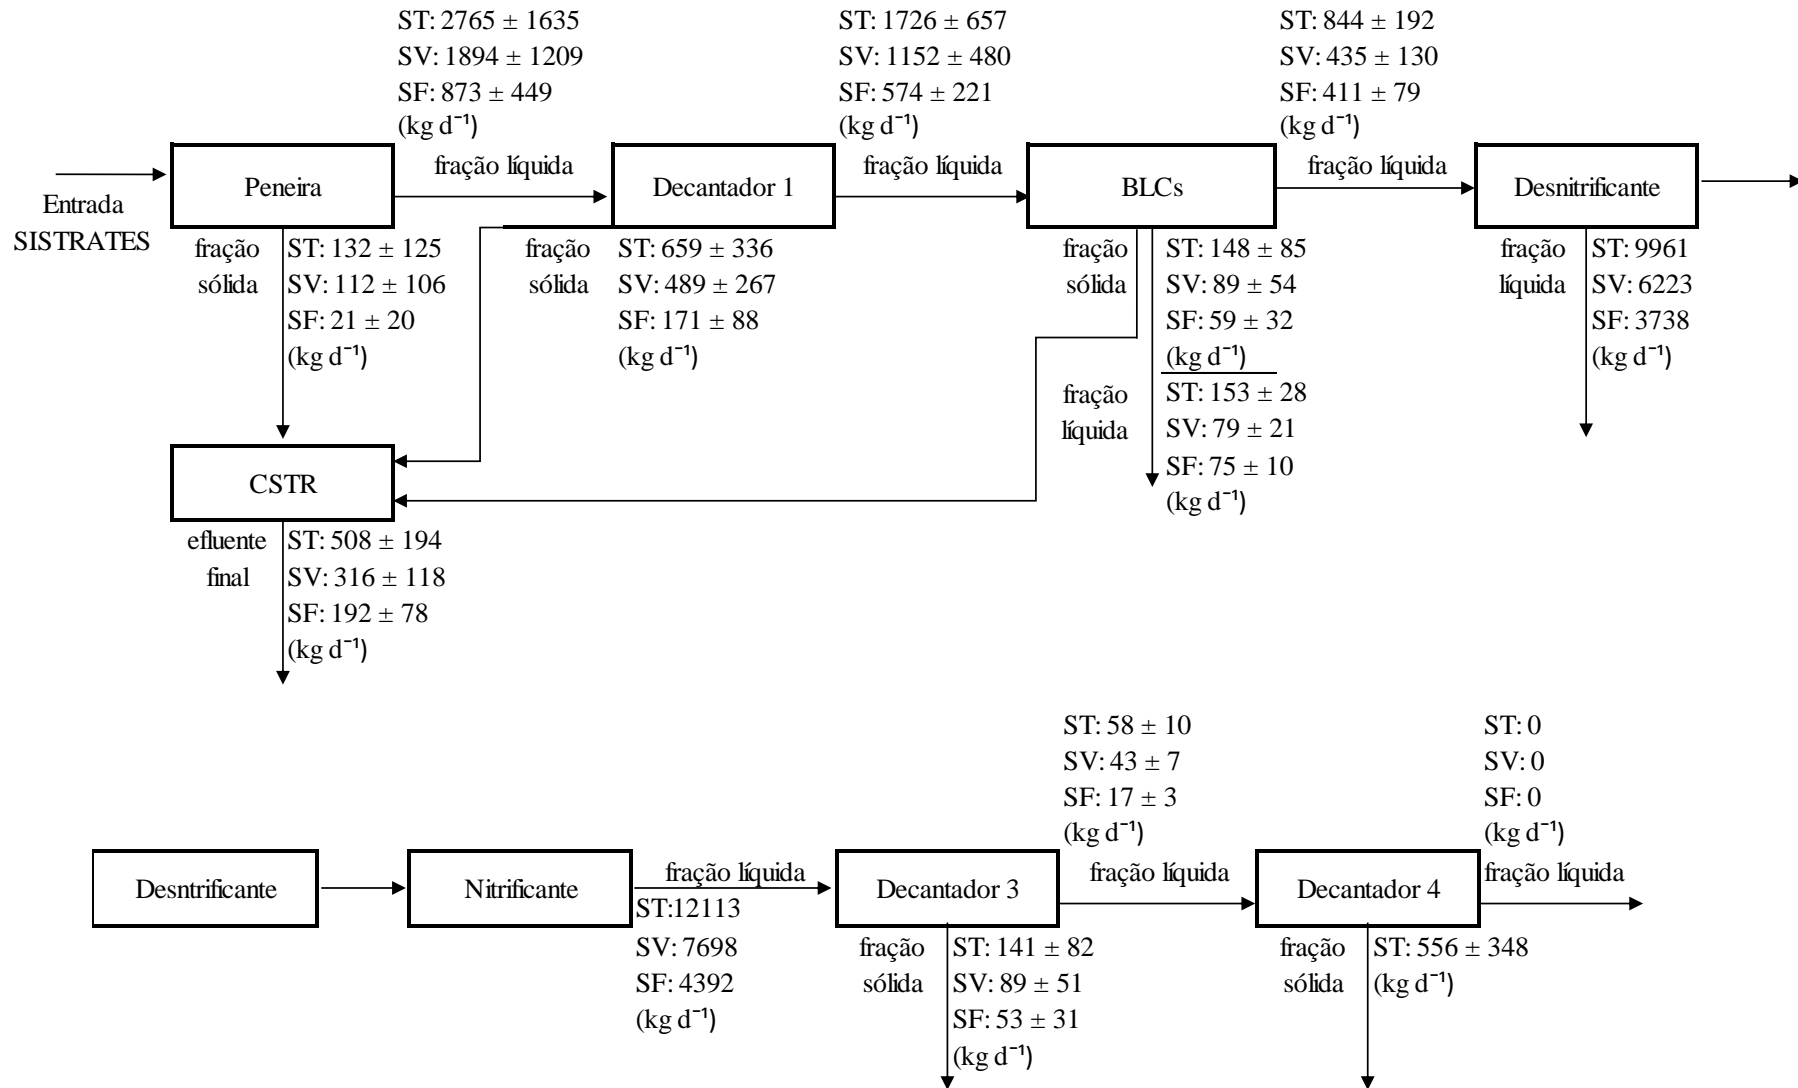 ST: 2765 ± 1635
SV: 1894 ± 1209
SF: 873 ± 449
(kg d⁻¹)
ST: 1726 ± 657
SV: 1152 ± 480
SF: 574 ± 221
(kg d⁻¹)
ST: 844 ± 192
SV: 435 ± 130
SF: 411 ± 79
(kg d⁻¹)
Entrada
SISTRATES
Peneira
fração líquida
Decantador 1
fração líquida
BLCs
fração líquida
Desnitrificante
fração
sólida
ST: 132 ± 125
SV: 112 ± 106
SF: 21 ± 20
(kg d⁻¹)
fração
sólida
ST: 659 ± 336
SV: 489 ± 267
SF: 171 ± 88
(kg d⁻¹)
fração
sólida
ST: 148 ± 85
SV: 89 ± 54
SF: 59 ± 32
(kg d⁻¹)
fração
líquida
ST: 153 ± 28
SV: 79 ± 21
SF: 75 ± 10
(kg d⁻¹)
fração
líquida
ST: 9961
SV: 6223
SF: 3738
(kg d⁻¹)
CSTR
efluente
final
ST: 508 ± 194
SV: 316 ± 118
SF: 192 ± 78
(kg d⁻¹)
ST: 58 ± 10
SV: 43 ± 7
SF: 17 ± 3
(kg d⁻¹)
ST: 0
SV: 0
SF: 0
(kg d⁻¹)
Desntrificante
Nitrificante
fração líquida
ST:12113
SV: 7698
SF: 4392
(kg d⁻¹)
Decantador 3
fração líquida
Decantador 4
fração líquida
fração
sólida
ST: 141 ± 82
SV: 89 ± 51
SF: 53 ± 31
(kg d⁻¹)
fração
sólida
ST: 556 ± 348
(kg d⁻¹)